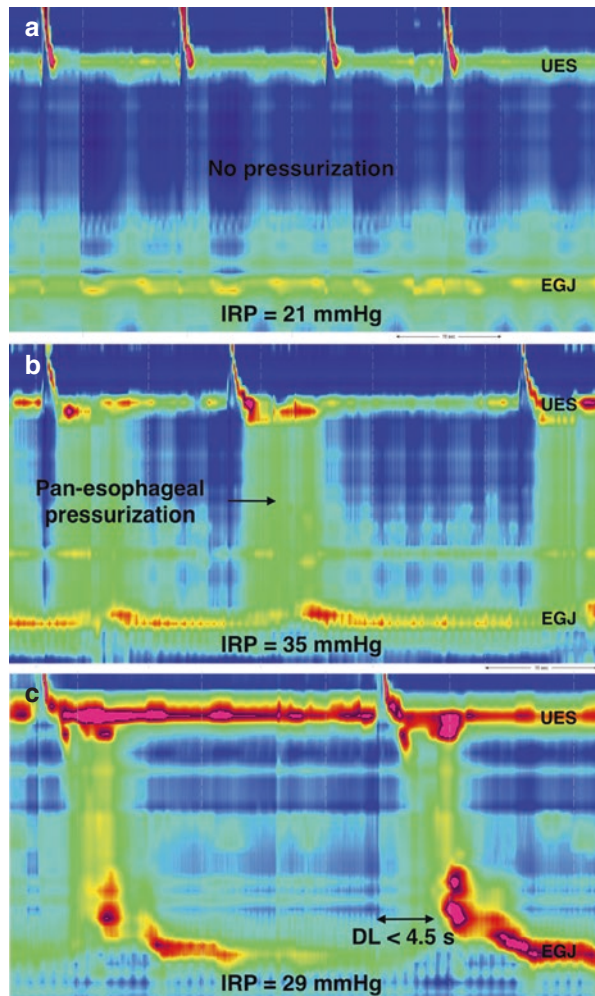 a
UES
No pressurization
EGJ
IRP = 21 mmHg
b
UES
Pan-esophageal
pressurization
EGJ
IRP = 35 mmHg
c
UES
DL < 4.5 s
EGJ
IRP = 29 mmHg